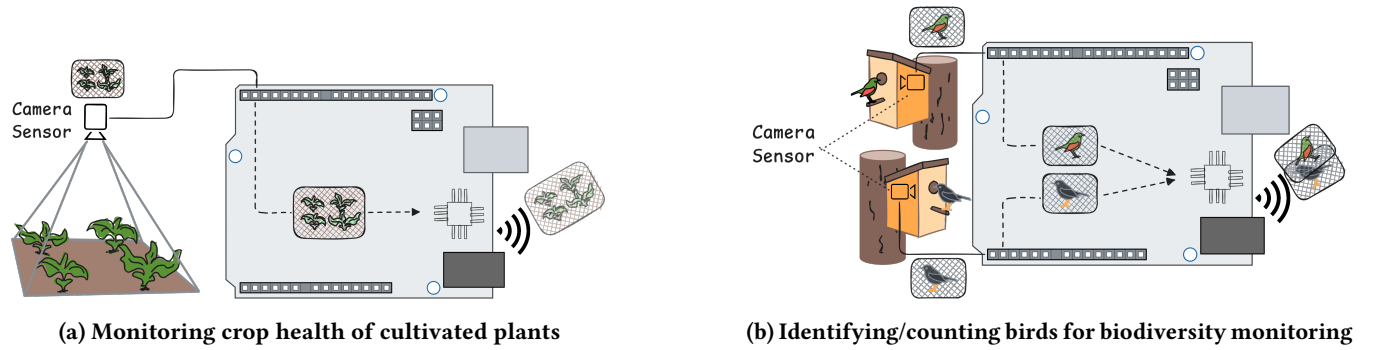 Camera
Sensor
Camera
Sensor
(a) Monitoring crop health of cultivated plants
(b) Identifying/counting birds for biodiversity monitoring